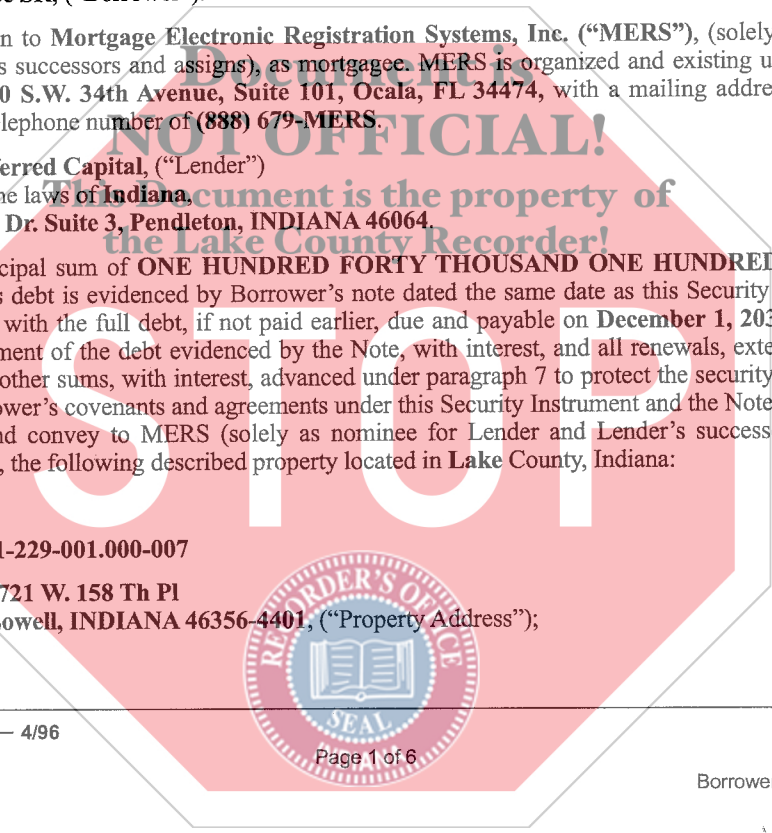 n to Mortgage Electronic Registration Systems, Inc. (“MERS”), (solely
s successors and assigns), as mortgagee. MERS is organized and existing u
0 S.W. 34th Avenue, Suite 101, Ocala, FL 34474, with a mailing addre
lephone number of (888) 679-MERS.
Document is
NOT OFFICIAL!
This Document is the property of
the Lake County Recorder!
ferred Capital, (“Lender”)
ne laws of Indiana,
Dr. Suite 3, Pendleton, INDIANA 46064.
cipal sum of ONE HUNDRED FORTY THOUSAND ONE HUNDRED
s debt is evidenced by Borrower’s note dated the same date as this Security
with the full debt, if not paid earlier, due and payable on December 1, 203
ment of the debt evidenced by the Note, with interest, and all renewals, exte
other sums, with interest, advanced under paragraph 7 to protect the security
ower’s covenants and agreements under this Security Instrument and the Note
nd convey to MERS (solely as nominee for Lender and Lender’s success
, the following described property located in Lake County, Indiana:
STOP
1-229-001.000-007
721 W. 158 Th Pl
owell, INDIANA 46356-4401, (“Property Address”);
RECORDER'S OFFICE
SEAL
INDIANA
— 4/96
Page 1 of 6
Borrowe